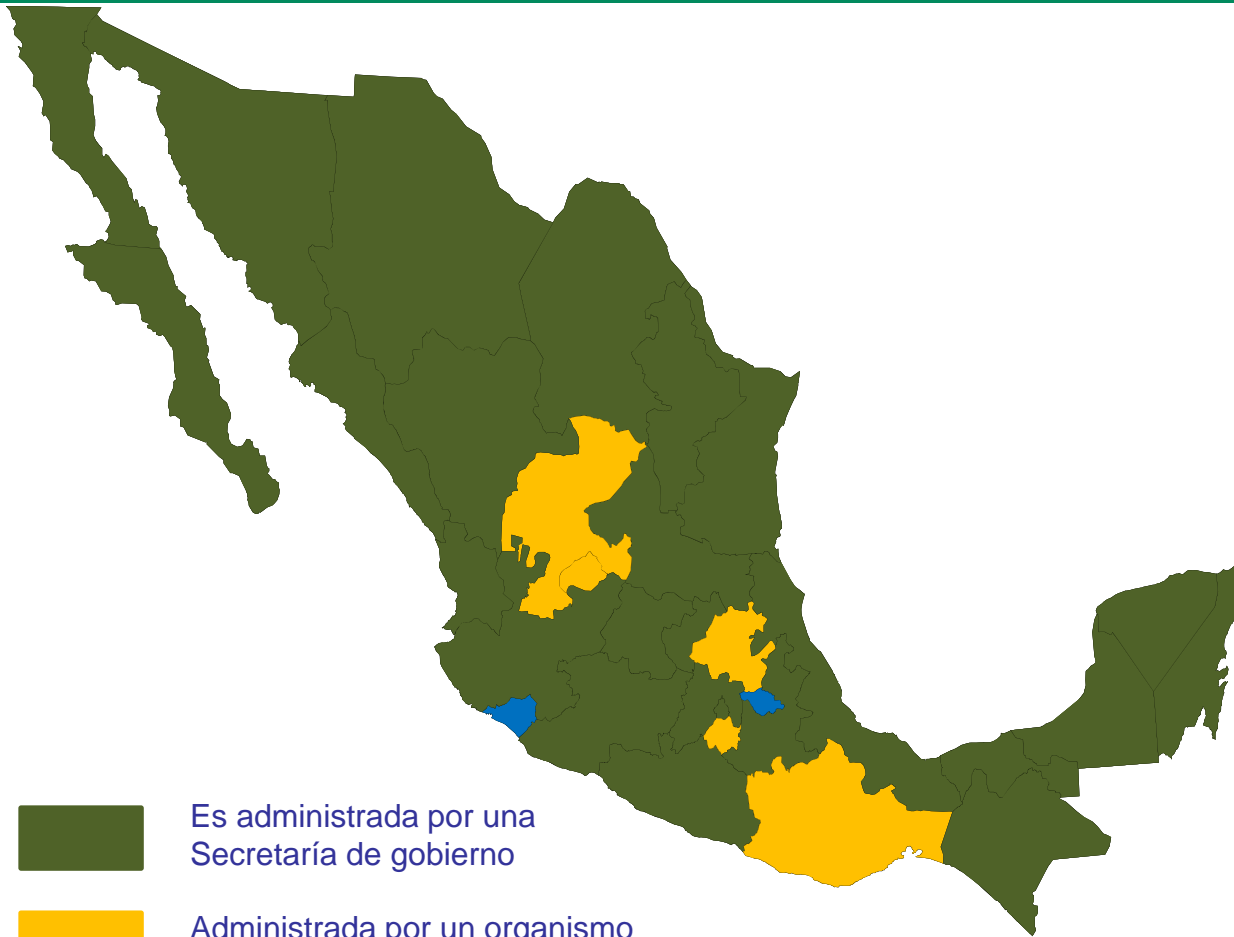 Es administrada por una
Secretaría de gobierno
Administrada por un organismo